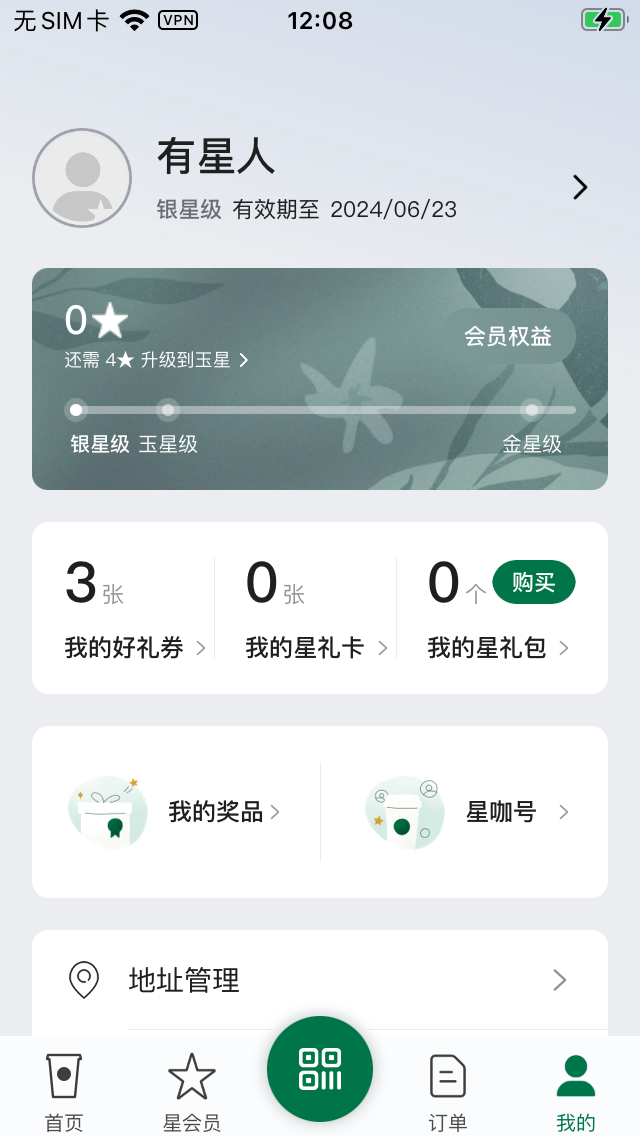 无SIM卡 VPN 12:08
有星人
银星级 有效期至 2024/06/23
0★
会员权益
还需 4★ 升级到玉星
银星级 玉星级 金星级
3张 0张 0个 购买
我的好礼券 我的星礼卡 我的星礼包
我的奖品 星咖号
地址管理
首页 星会员 订单 我的